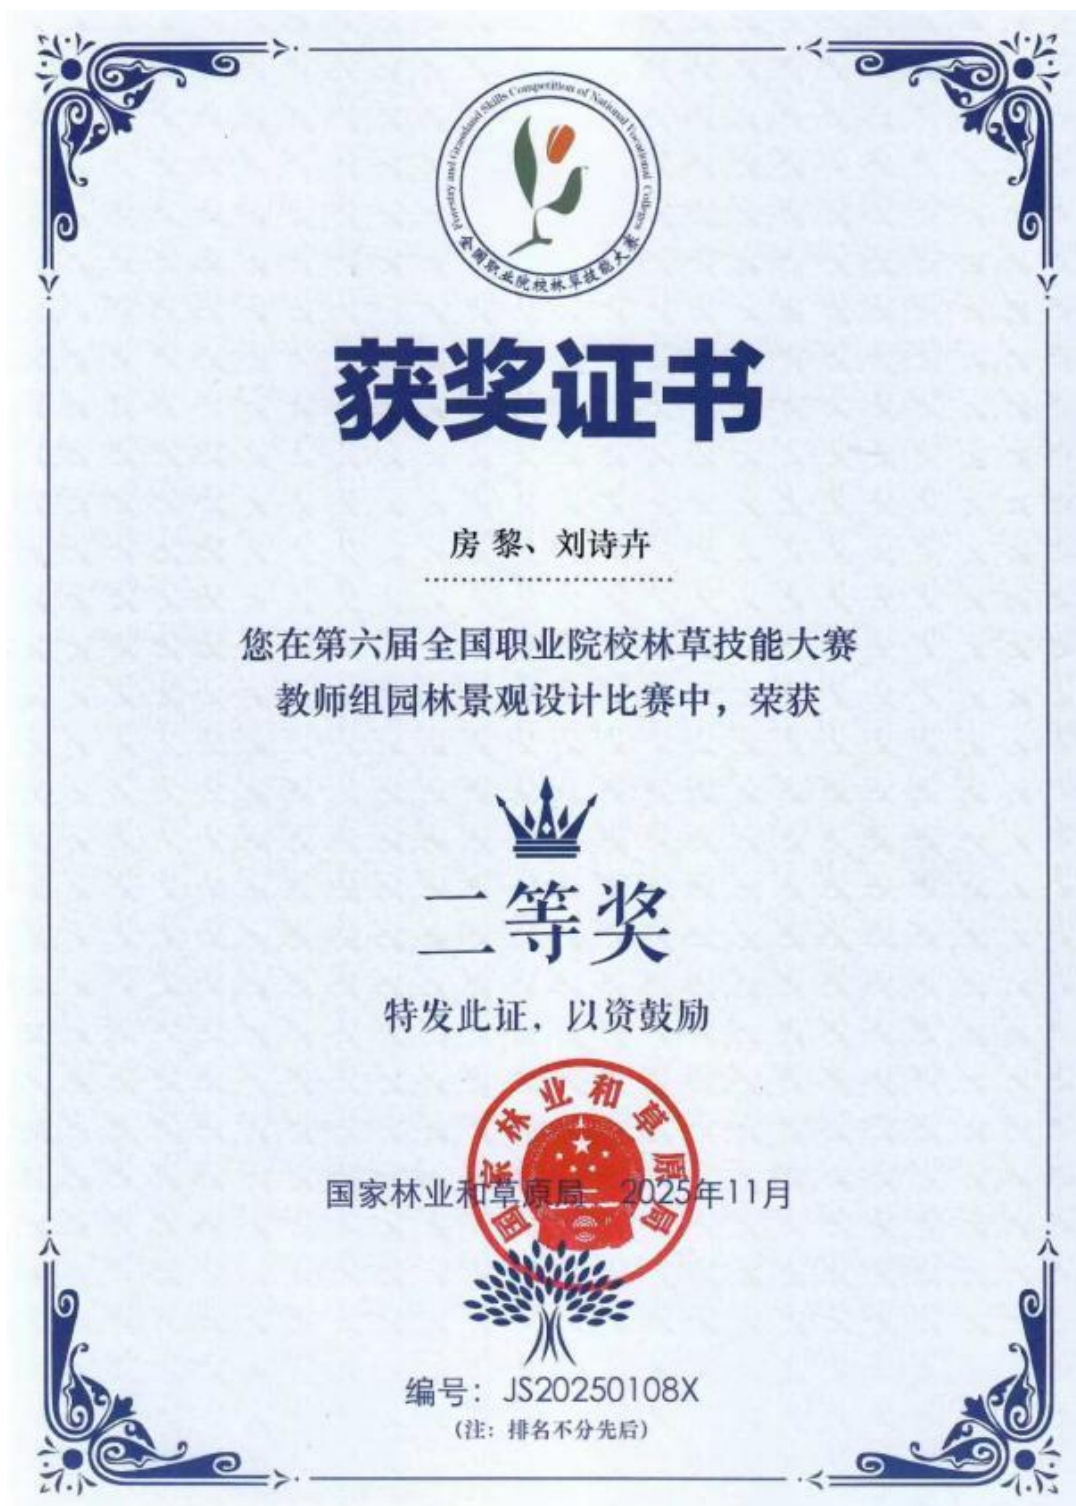 Forestry and Grassland Skills Competition of National Vocational Colleges
全国职业院校林草技能大赛
获奖证书
房 黎、刘诗卉
您在第六届全国职业院校林草技能大赛
教师组园林景观设计比赛中，荣获
二等奖
特发此证，以资鼓励
国家林业和草原局
国家林业和草原局 2025年11月
编号：JS20250108X
(注：排名不分先后)